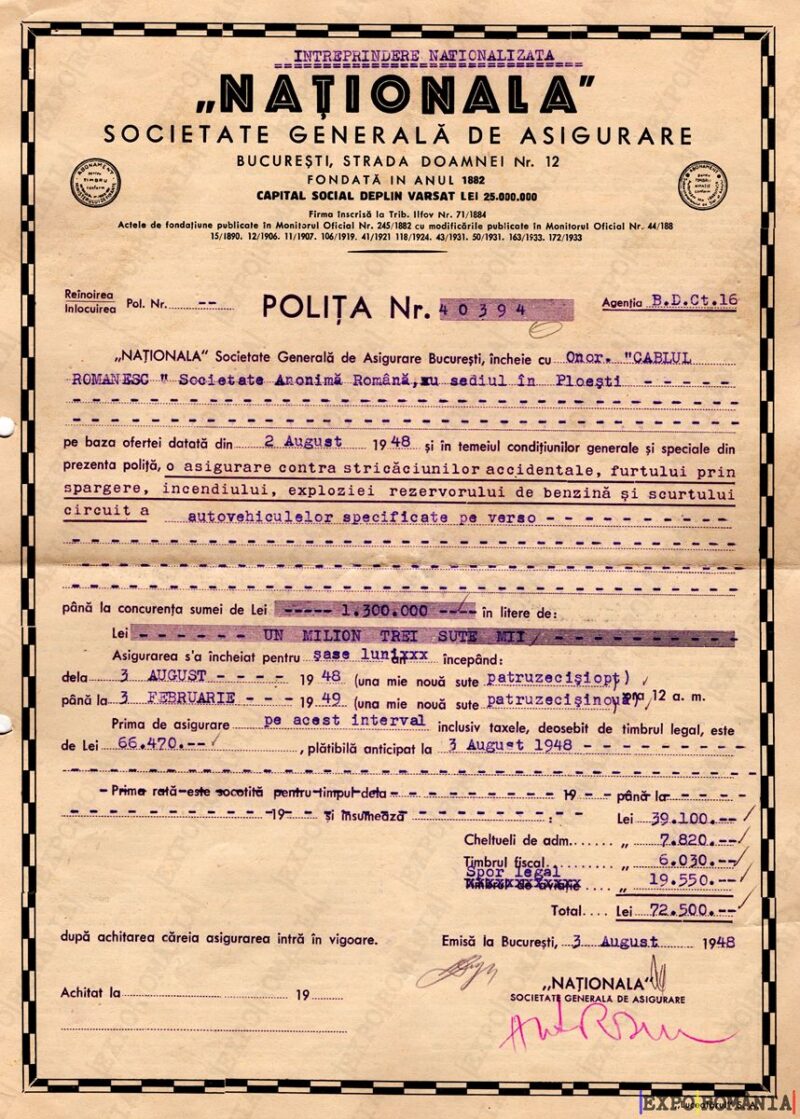 INTREPRINDERE NATIONALIZATA
„NAȚIONALA”
SOCIETATE GENERALĂ DE ASIGURARE
BUCUREȘTI, STRADA DOAMNEI Nr. 12
FONDATĂ IN ANUL 1882
CAPITAL SOCIAL DEPLIN VARSAT LEI 25.000.000
Firma înscrisă la Trib. Ilfov Nr. 71/1884
Actele de fondațiune publicate in Monitorul Oficial Nr. 245/1882 cu modificările publicate in Monitorul Oficial Nr. 44/188
15/1890. 12/1906. 11/1907. 106/1919. 41/1921 118/1924. 43/1931. 50/1931. 163/1933. 172/1933
ABONAMENT pentru TIMBRU conform
Reînoirea
Inlocuirea Pol. Nr. --
POLIȚA Nr. 40394
Agenția B.D.Ct.16
„NAȚIONALA” Societate Generală de Asigurare București, încheie cu Onor. "CABLUL
ROMANESC " Societate Anonimă Română, cu sediul în Ploești - - - - -
pe baza ofertei datată din 2 August 1948 și în temeiul condițiunilor generale și speciale din
prezenta poliță, o asigurare contra stricăciunilor accidentale, furtului prin
spargere, incendiului, exploziei rezervorului de benzină și scurtului
circuit a autovehiculelor specificate pe verso - - - - - - - - -
până la concurența sumei de Lei ----- 1.300.000 ---- în litere de:
Lei - - - - - - UN MILION TREI SUTE MII/ - - - - - - - - -
Asigurarea s'a încheiat pentru șase lunixxx începând:
dela 3 AUGUST - - - - 1948 (una mie nouă sute patruzecișiopt)
până la 3 FEBRUARIE - - - 1949 (una mie nouă sute patruzecișinouă) ora 12 a. m.
Prima de asigurare pe acest interval inclusiv taxele, deosebit de timbrul legal, este
de Lei 66.470.-- , plătibilă anticipat la 3 August 1948 - - - - - - - -
Prima rată este socotită pentru timpul dela - - - - - - - - 19 - - până la - - - -
- - - - - - - - 19 - - și însumează - - - - - - - :- - Lei 39.100.--
Cheltueli de adm. . . . . . . „ 7.820.--
Timbrul fiscal. . . . . . . „ 6.030.--
Spor legal
. . . . „ 19.550.--
Total. . . . Lei 72.500.--
după achitarea căreia asigurarea intră în vigoare.
Emisă la București, 3 August 1948
Achitat la 19
„NAȚIONALA”
SOCIETATE GENERALA DE ASIGURARE
EXPO ROMÂNIA